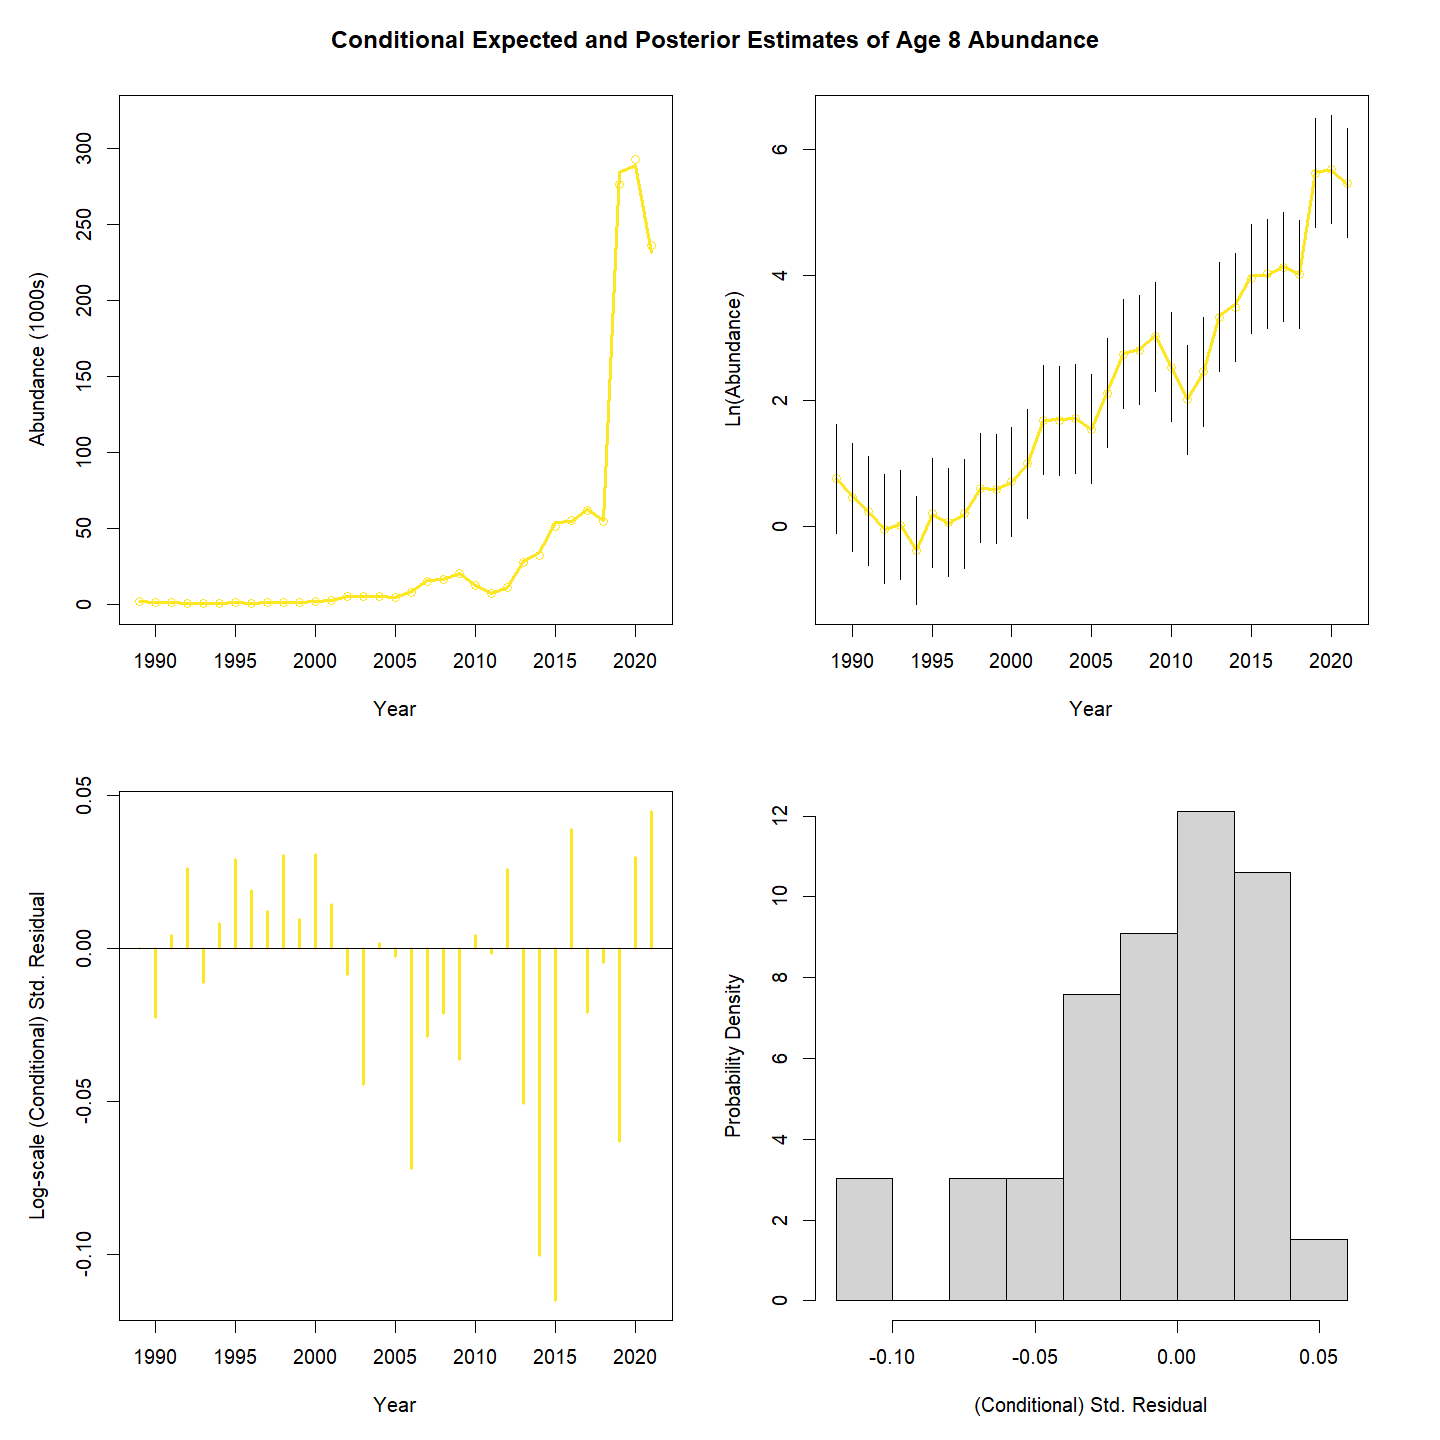 Conditional Expected and Posterior Estimates of Age 8 Abundance
Abundance (1000s)
300
250
200
150
100
50
0
1990 1995 2000 2005 2010 2015 2020
Year
Ln(Abundance)
6
4
2
0
1990 1995 2000 2005 2010 2015 2020
Year
Log-scale (Conditional) Std. Residual
0.05
0.00
-0.05
-0.10
1990 1995 2000 2005 2010 2015 2020
Year
Probability Density
12
10
8
6
4
2
0
-0.10 -0.05 0.00 0.05
(Conditional) Std. Residual